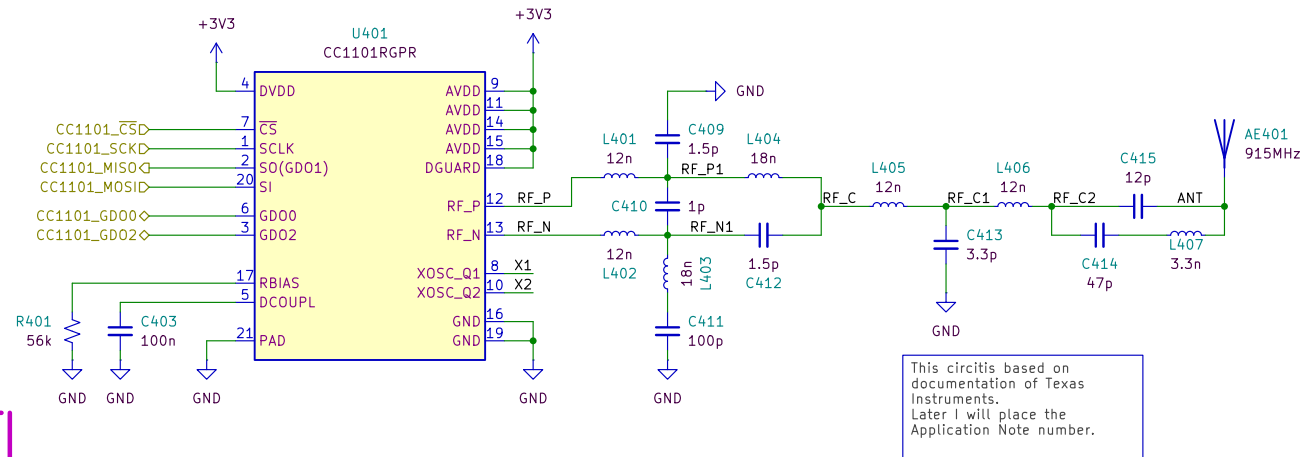 +3V3
+3V3
U401
CC1101RGPR
4 DVDD
AVDD 9
GND
AVDD 11
CC1101_CS
7 CS
AVDD 14
CC1101_SCK
1 SCLK
AVDD 15
CC1101_MISO
2 SO(GDO1)
DGUARD 18
CC1101_MOSI
20 SI
CC1101_GDO0
6 GDO0
RF_P 12 RF_P
CC1101_GDO2
3 GDO2
RF_N 13 RF_N
XOSC_Q1 8 X1
17 RBIAS
XOSC_Q2 10 X2
5 DCOUPL
GND 16
21 PAD
GND 19
R401
56k
C403
100n
GND
GND
GND
GND
L401
12n
C409
1.5p
L404
18n
RF_P1
C410
1p
RF_N1
12n
L402
18n
L403
1.5p
C412
C411
100p
GND
RF_C
L405
12n
RF_C1
L406
12n
RF_C2
C413
3.3p
GND
C415
12p
ANT
AE401
915MHz
C414
47p
L407
3.3n
This circitis based on
documentation of Texas
Instruments.
Later I will place the
Application Note number.